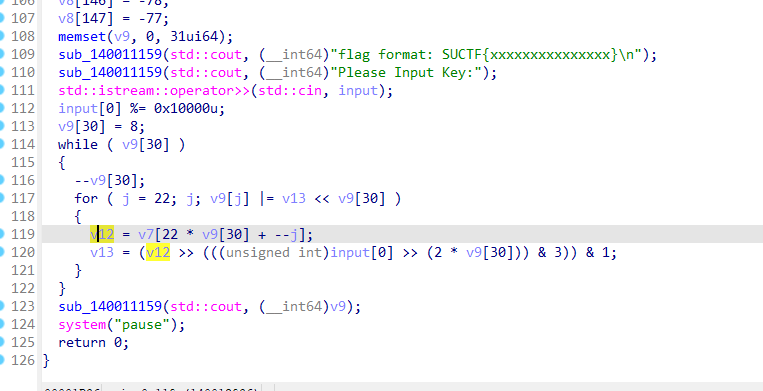 106 v8[146] = -78;
107 v8[147] = -77;
108 memset(v9, 0, 31ui64);
109 sub_140011159(std::cout, (__int64)"flag format: SUCTF{xxxxxxxxxxxxxxx}\n");
110 sub_140011159(std::cout, (__int64)"Please Input Key:");
111 std::istream::operator>>(std::cin, input);
112 input[0] %= 0x10000u;
113 v9[30] = 8;
114 while ( v9[30] )
115 {
116 --v9[30];
117 for ( j = 22; j; v9[j] |= v13 << v9[30] )
118 {
119 v12 = v7[22 * v9[30] + --j];
120 v13 = (v12 >> (((unsigned int)input[0] >> (2 * v9[30])) & 3)) & 1;
121 }
122 }
123 sub_140011159(std::cout, (__int64)v9);
124 system("pause");
125 return 0;
126 }